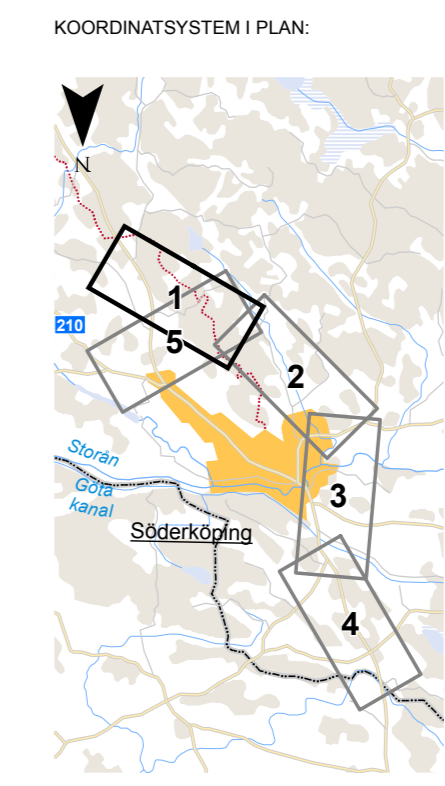 KOORDINATSYSTEM I PLAN:
N
1
210
5
2
Storån
Göta
kanal
3
Söderköping
4